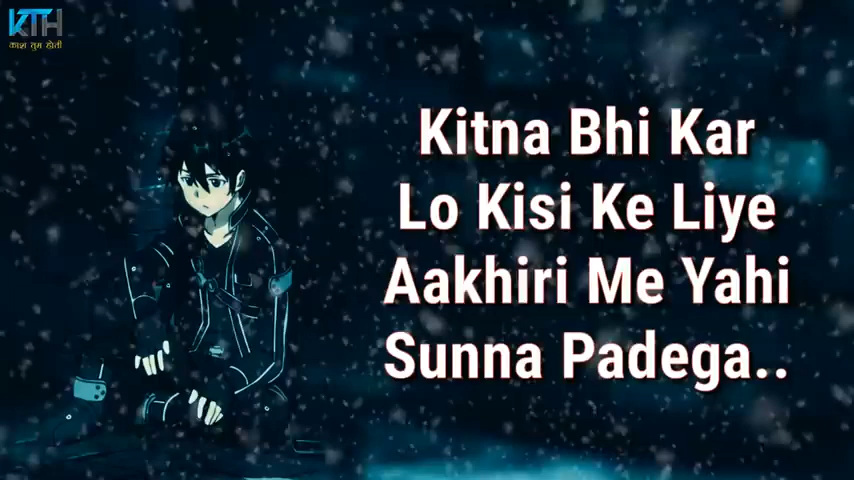 KTH
काश तुम होती
Kitna Bhi Kar
Lo Kisi Ke Liye
Aakhiri Me Yahi
Sunna Padega..